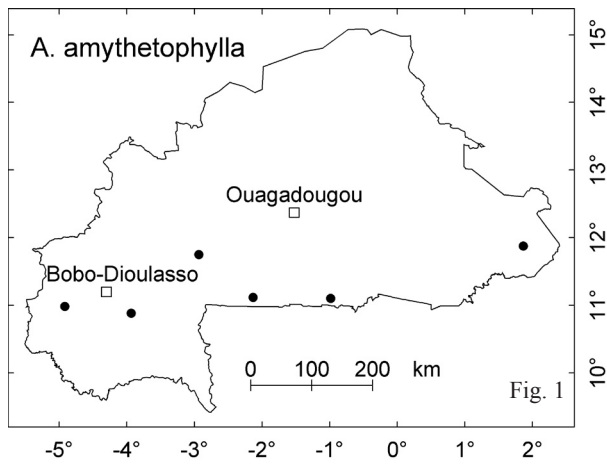 A. amythetophylla
15°
14°
13°
Ouagadougou
12°
Bobo-Dioulasso
11°
0 100 200 km
10°
Fig. 1
-5° -4° -3° -2° -1° 0° 1° 2°